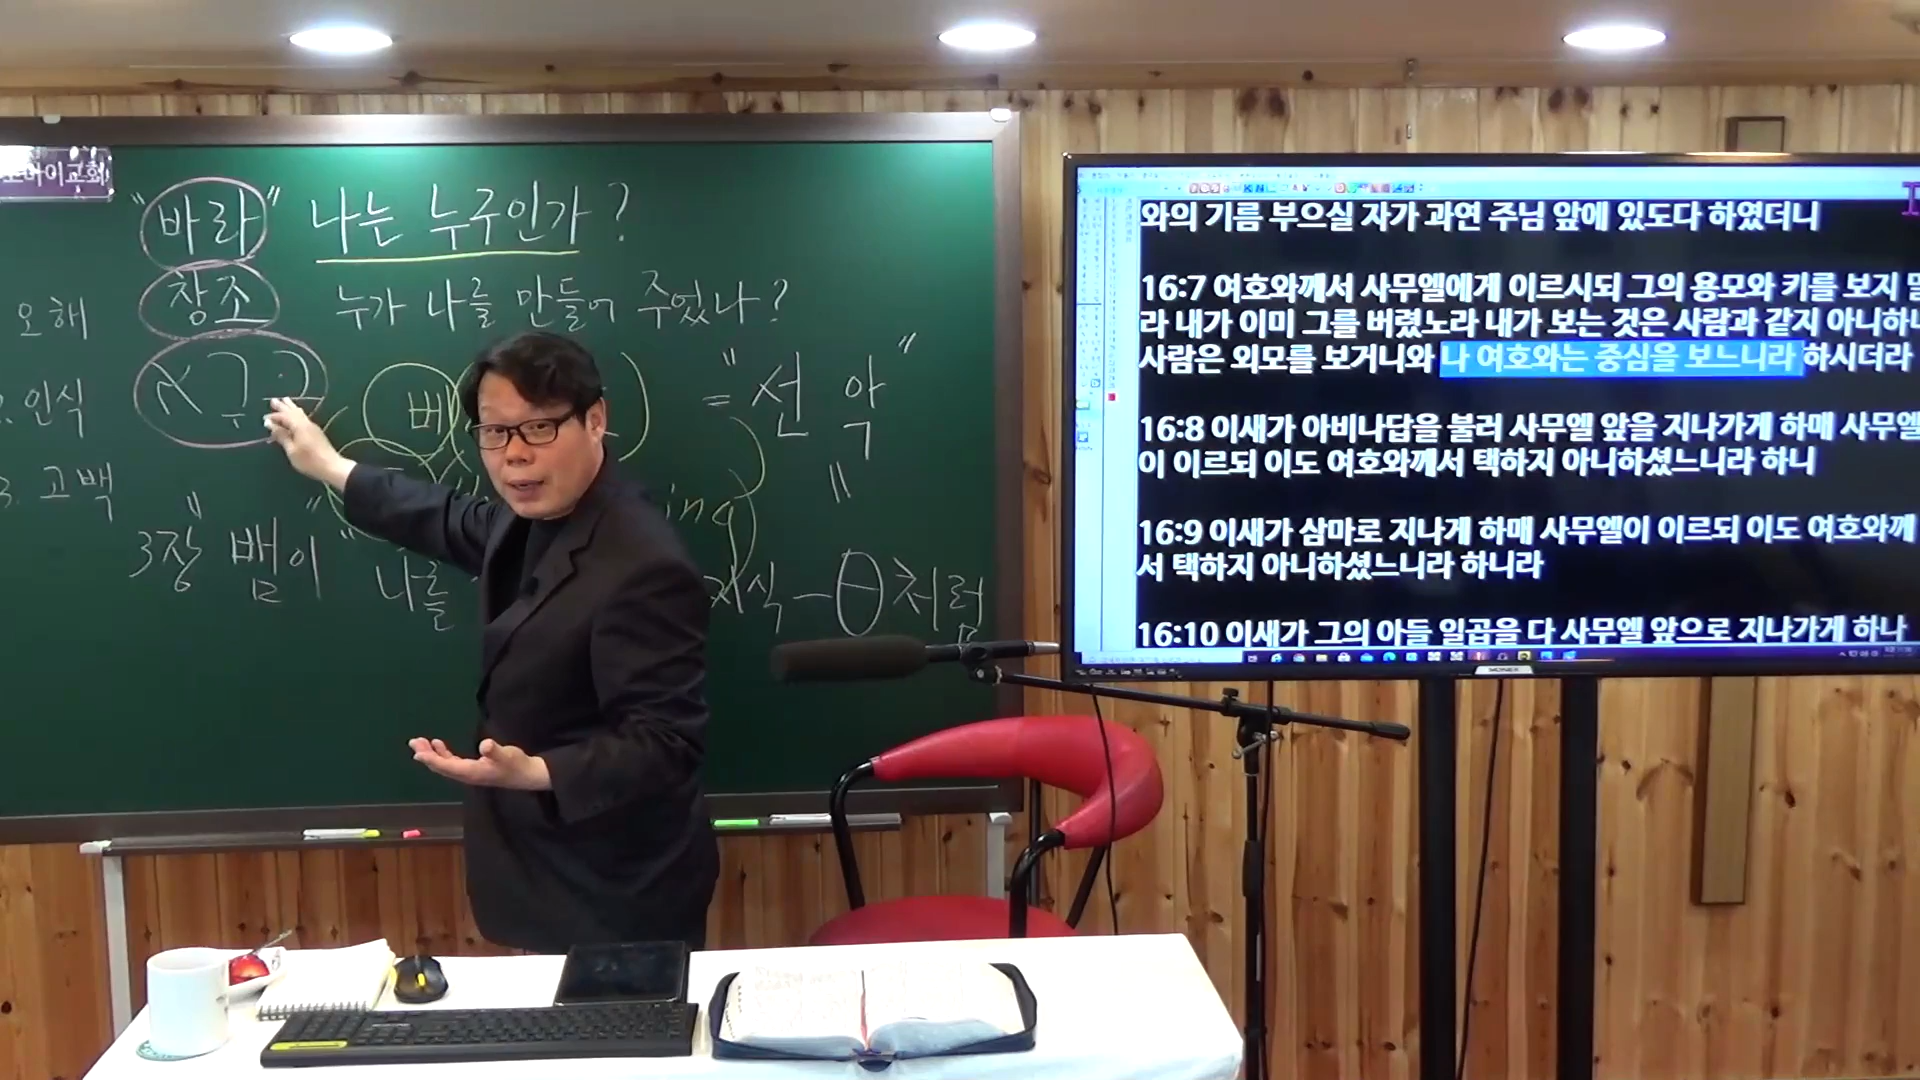 마이교회
"바라" 나는 누구인가?
창조 누가 나를 만들어 주었나?
오해
א ב
뻬 = "선악"
2. 인식
3. 고백
ing
3장 "뱀이"
나를
지식 - 처럼
와의 기름 부으실 자가 과연 주님 앞에 있도다 하였더니
16:7 여호와께서 사무엘에게 이르시되 그의 용모와 키를 보지 말
라 내가 이미 그를 버렸노라 내가 보는 것은 사람과 같지 아니하니
사람은 외모를 보거니와 나 여호와는 중심을 보느니라 하시더라
16:8 이새가 아비나답을 불러 사무엘 앞을 지나가게 하매 사무엘
이 이르되 이도 여호와께서 택하지 아니하셨느니라 하니
16:9 이새가 삼마로 지나게 하매 사무엘이 이르되 이도 여호와께
서 택하지 아니하셨느니라 하니라
16:10 이새가 그의 아들 일곱을 다 사무엘 앞으로 지나가게 하나